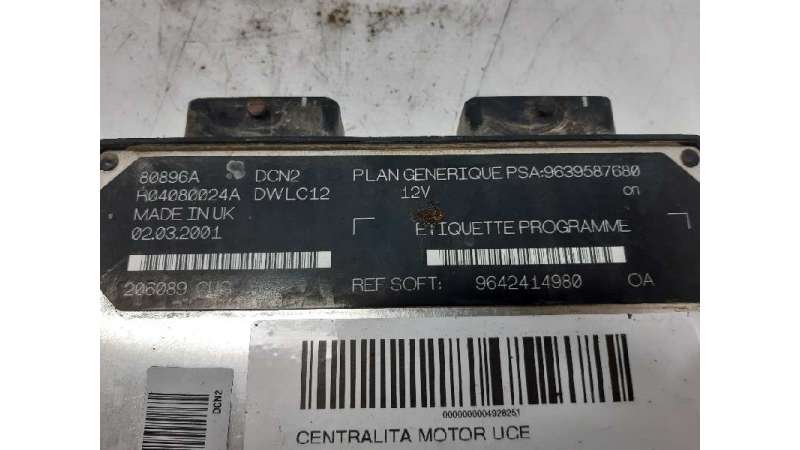 80896A DCN2 PLAN GENERIQUE PSA:9639587680
R04080024A DWLC12 12V on
MADE IN UK
02.03.2001 ETIQUETTE PROGRAMME
206089 REF SOFT: 9642414980 OA
DCN2
0000000004928251
CENTRALITA MOTOR UCE